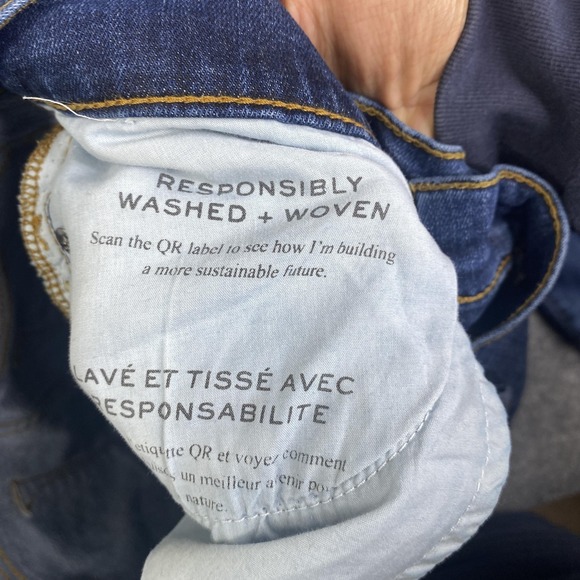 RESPONSIBLY
WASHED + WOVEN
Scan the QR label to see how I'm building
a more sustainable future.
LAVÉ ET TISSÉ AVEC
RESPONSABILITE
QR et voyez comment
un meilleur avenir
nature.